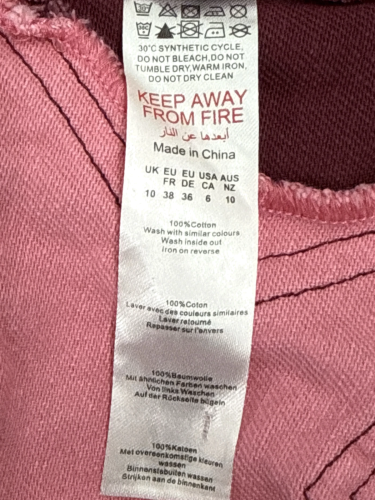 30°C SYNTHETIC CYCLE,
DO NOT BLEACH,DO NOT
TUMBLE DRY,WARM IRON,
DO NOT DRY CLEAN
KEEP AWAY
FROM FIRE
أبعدها عن النار
Made in China
UK EU EU USA AUS
FR DE CA NZ
10 38 36 6 10
100%Cotton
Wash with similar colours
Wash inside out
Iron on reverse
100%Coton
Laver avec des couleurs similaires
Laver retourné
Repasser sur l'envers
100%Baumwolle
Mit ähnlichen Farben waschen
Von links Waschen
Auf der Rückseite bügeln
100%Katoen
Met overeenkomstige kleuren
wassen
Binnenstebuiten wassen
Strijken aan de binnenkant